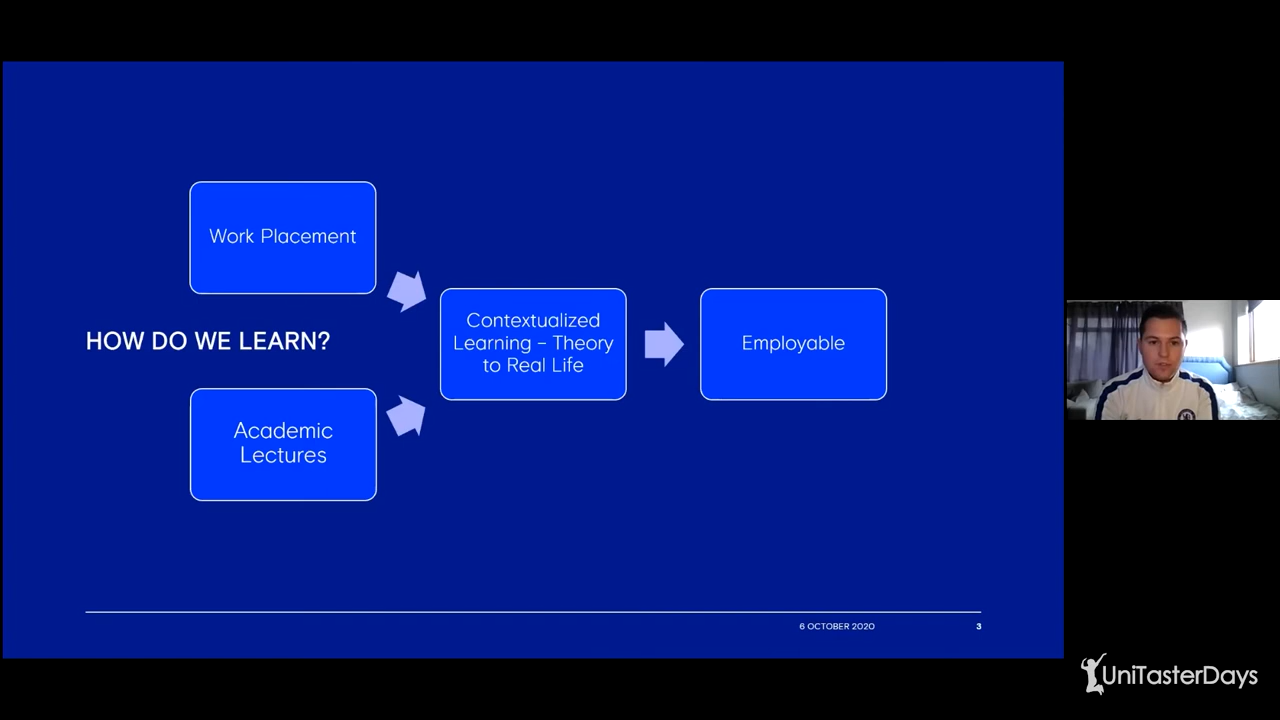 Work Placement
HOW DO WE LEARN?
Academic
Lectures
Contextualized
Learning – Theory
to Real Life
Employable
6 OCTOBER 2020
3
UniTasterDays